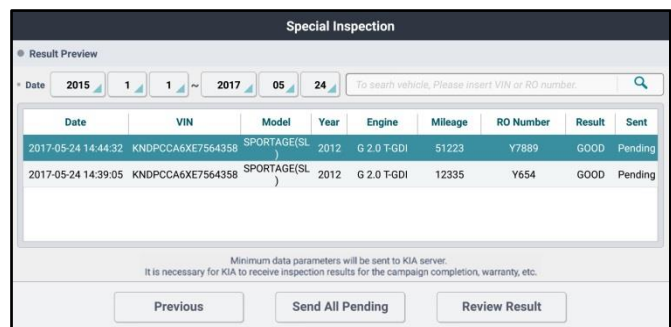 Special Inspection
Result Preview
Date 2015 1 1 ~ 2017 05 24 To searh vehicle, Please insert VIN or RO number.
Date VIN Model Year Engine Mileage RO Number Result Sent
2017-05-24 14:44:32 KNDPCCA6XE7564358 SPORTAGE(SL 2012 G 2.0 T-GDI 51223 Y7889 GOOD Pending
)
2017-05-24 14:39:05 KNDPCCA6XE7564358 SPORTAGE(SL 2012 G 2.0 T-GDI 12335 Y654 GOOD Pending
)
Minimum data parameters will be sent to KIA server.
It is necessary for KIA to receive inspection results for the campaign completion, warranty, etc.
Previous Send All Pending Review Result